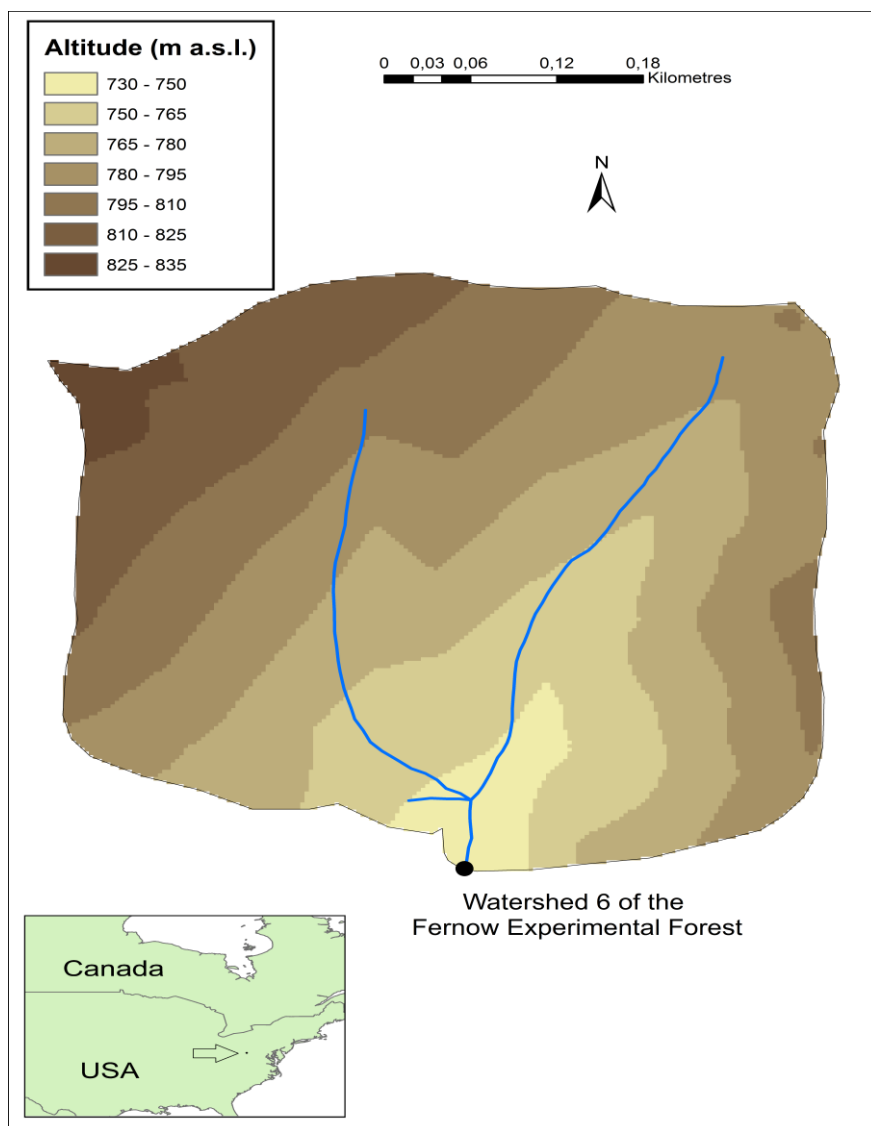 Altitude (m a.s.l.)
730 - 750
750 - 765
765 - 780
780 - 795
795 - 810
810 - 825
825 - 835
0 0,03 0,06 0,12 0,18
Kilometres
N
Watershed 6 of the
Fernow Experimental Forest
Canada
USA